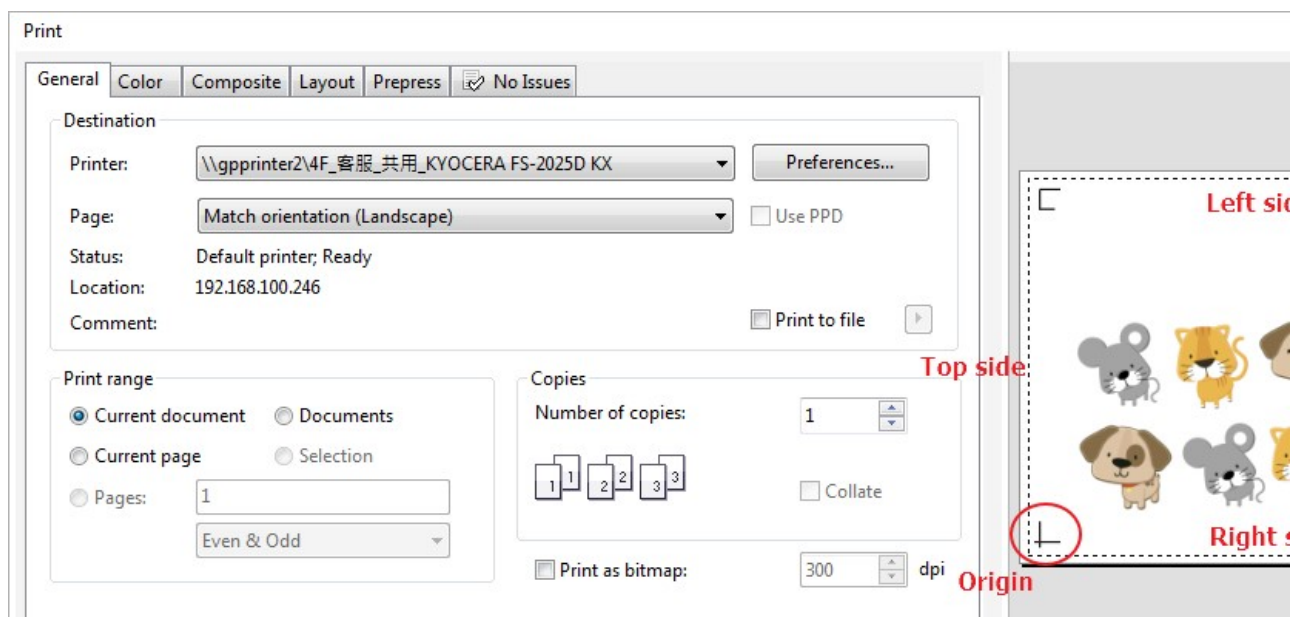 Print
General Color Composite Layout Prepress No Issues
Destination
Printer: \\gpprinter2\4F_客服_共用_KYOCERA FS-2025D KX Preferences...
Page: Match orientation (Landscape) Use PPD
Status: Default printer; Ready
Location: 192.168.100.246
Comment: Print to file
Print range
Current document Documents
Current page Selection
Pages: 1
Even & Odd
Copies
Number of copies: 1
1 1 2 2 3 3
Collate
Print as bitmap: 300 dpi
Left sid
Top side
Right s
Origin